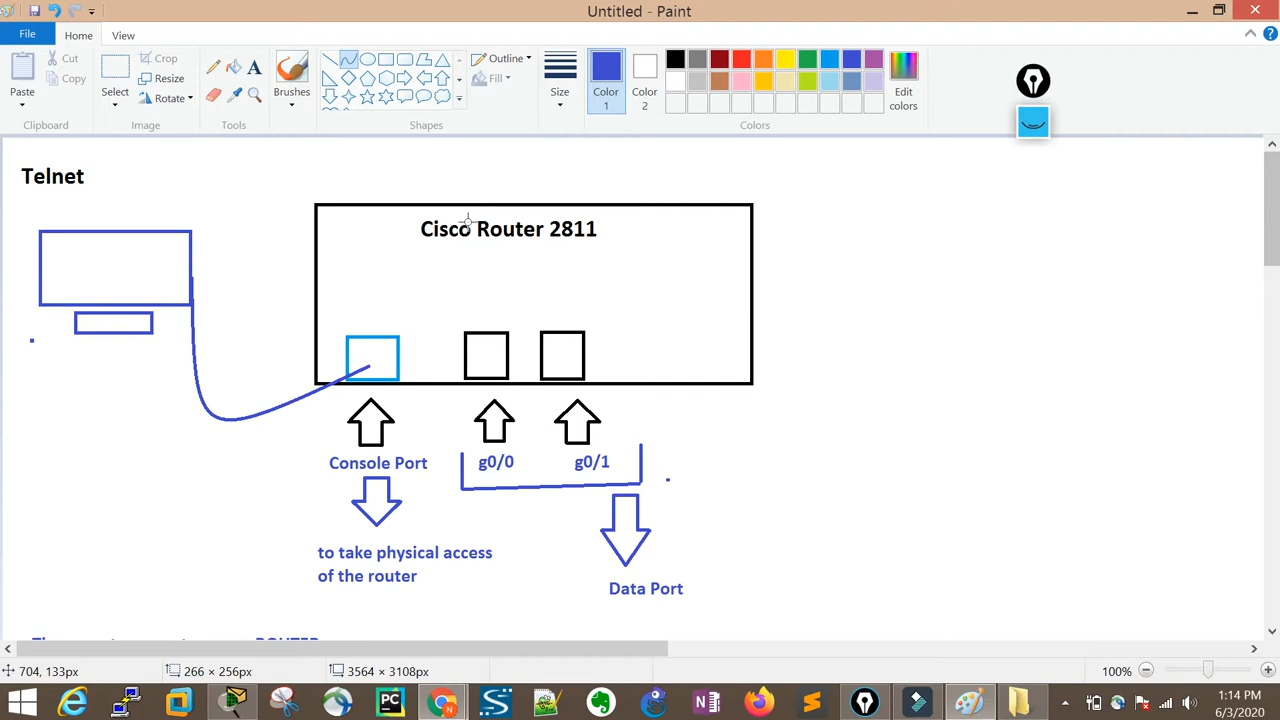 Untitled - Paint
File
Home
View
Paste
Cut
Copy
Clipboard
Select
Crop
Resize
Rotate
Image
Tools
Brushes
Shapes
Outline
Fill
Size
Color 1
Color 2
Edit colors
Colors
Telnet
Cisco Router 2811
Console Port
g0/0
g0/1
to take physical access
of the router
Data Port
ROUTER
704, 133px
266 × 256px
3564 × 3108px
100%
1:14 PM
6/3/2020